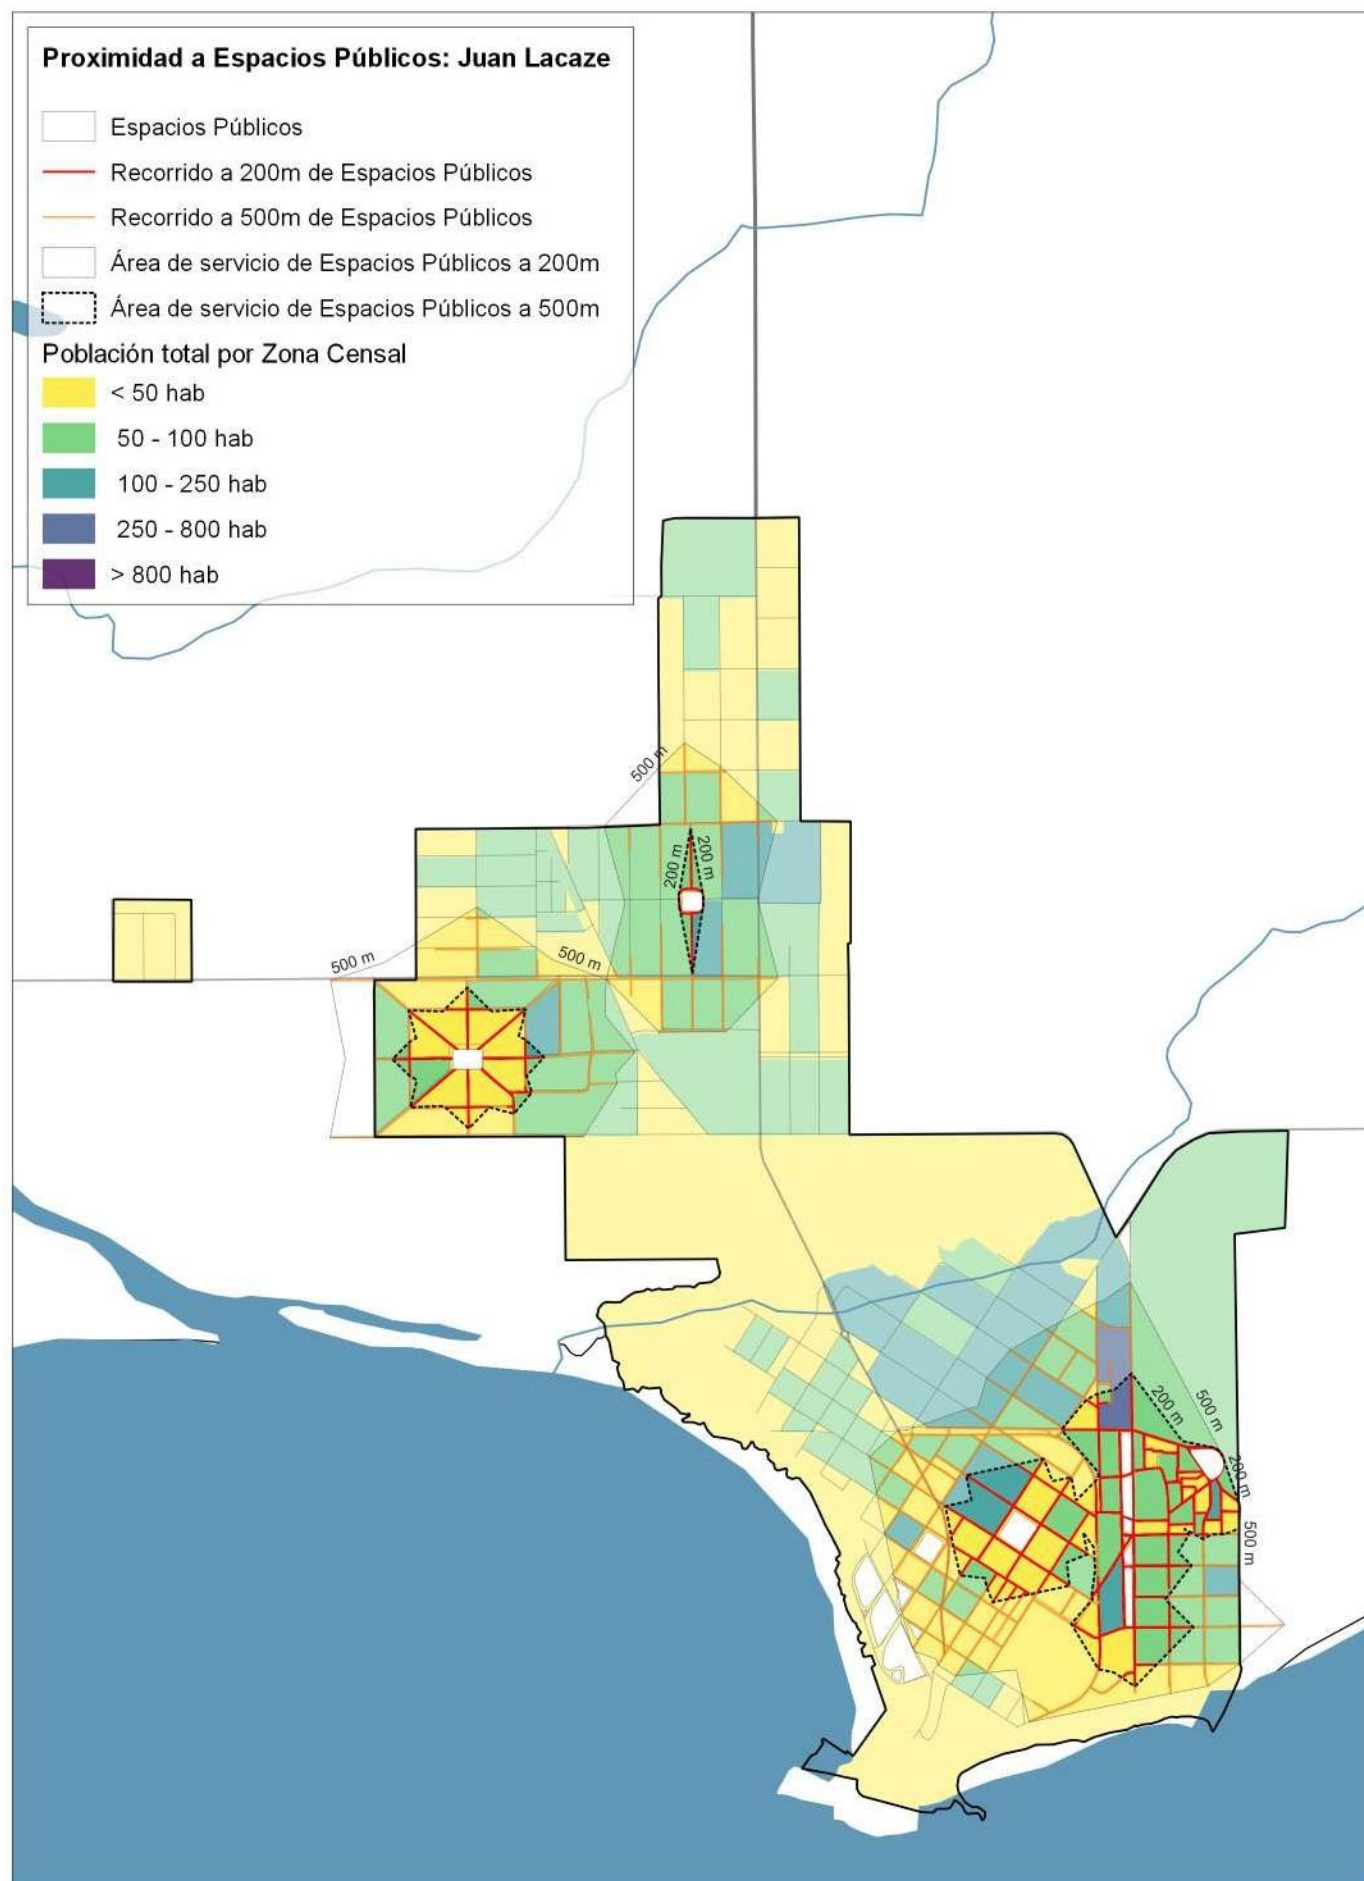 Proximidad a Espacios Públicos: Juan Lacaze
Espacios Públicos
Recorrido a 200m de Espacios Públicos
Recorrido a 500m de Espacios Públicos
Área de servicio de Espacios Públicos a 200m
Área de servicio de Espacios Públicos a 500m
Población total por Zona Censal
< 50 hab
50 - 100 hab
100 - 250 hab
250 - 800 hab
> 800 hab
500 m
200 m
200 m
500 m
500 m
200 m
500 m
200 m
500 m